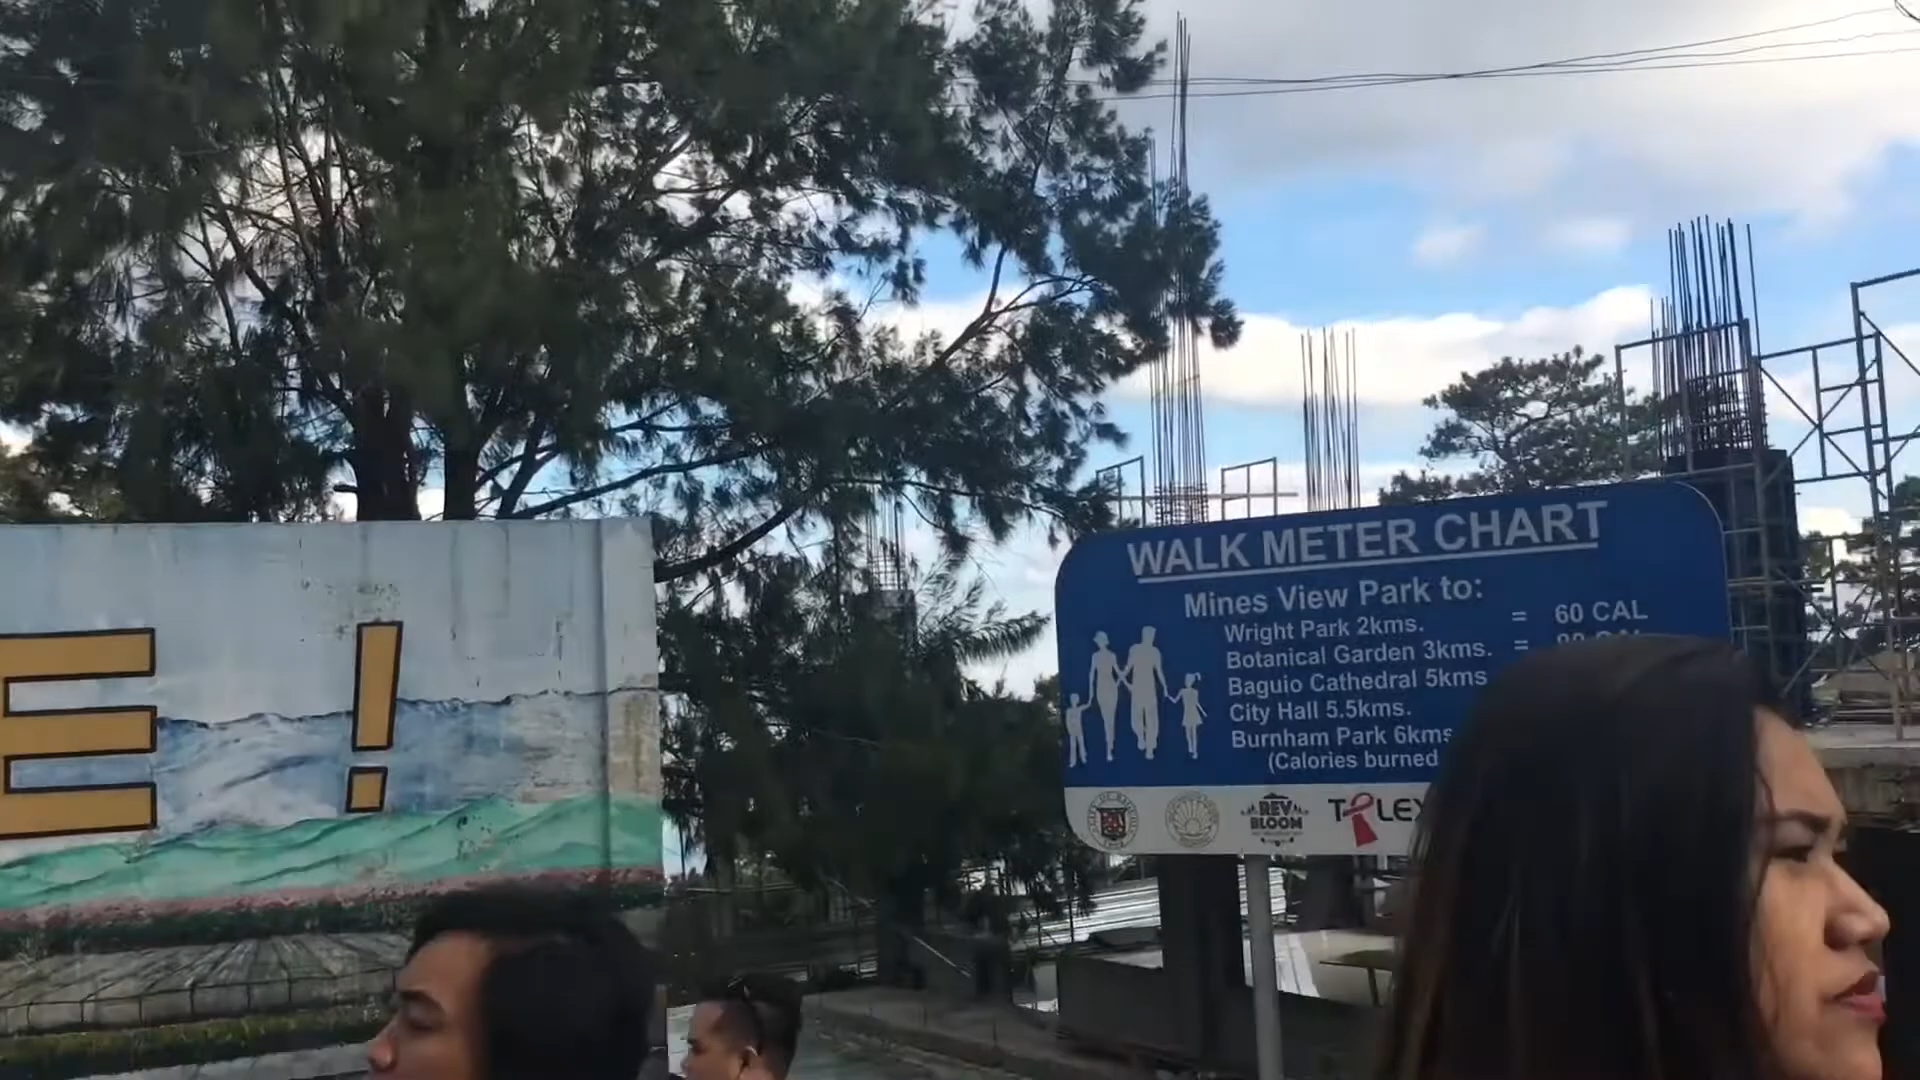 E!
WALK METER CHART
Mines View Park to:
Wright Park 2kms. = 60 CAL
Botanical Garden 3kms. =
Baguio Cathedral 5kms
City Hall 5.5kms.
Burnham Park 6kms
(Calories burned
REV BLOOM